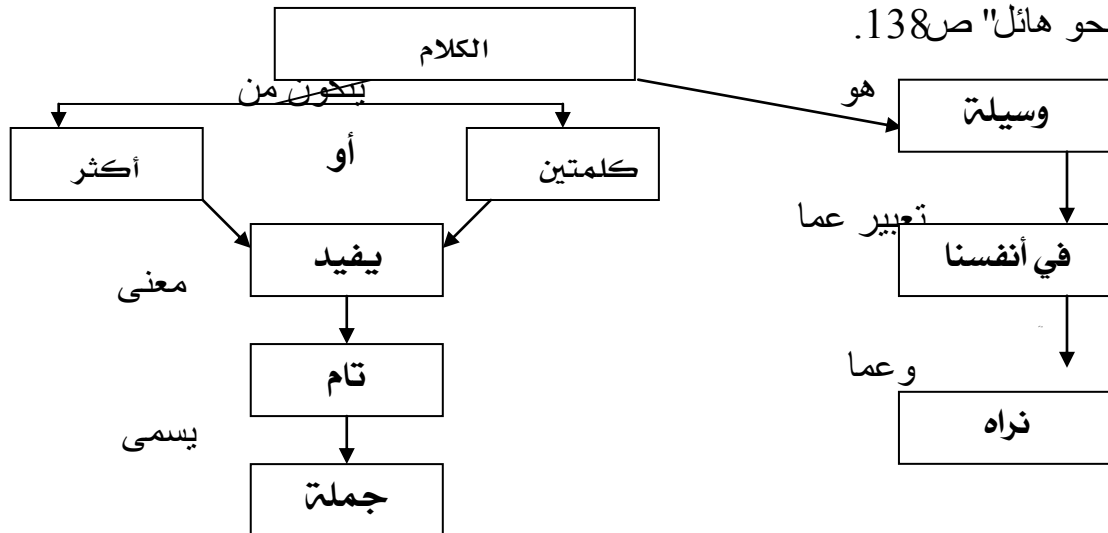 حو هائل" ص138.
الكلام
هو
وسيلة
يتكون من
أو
كلمتين
أكثر
تعبير عما
في أنفسنا
يفيد
معنى
وعما
تام
نراه
يسمى
جملة